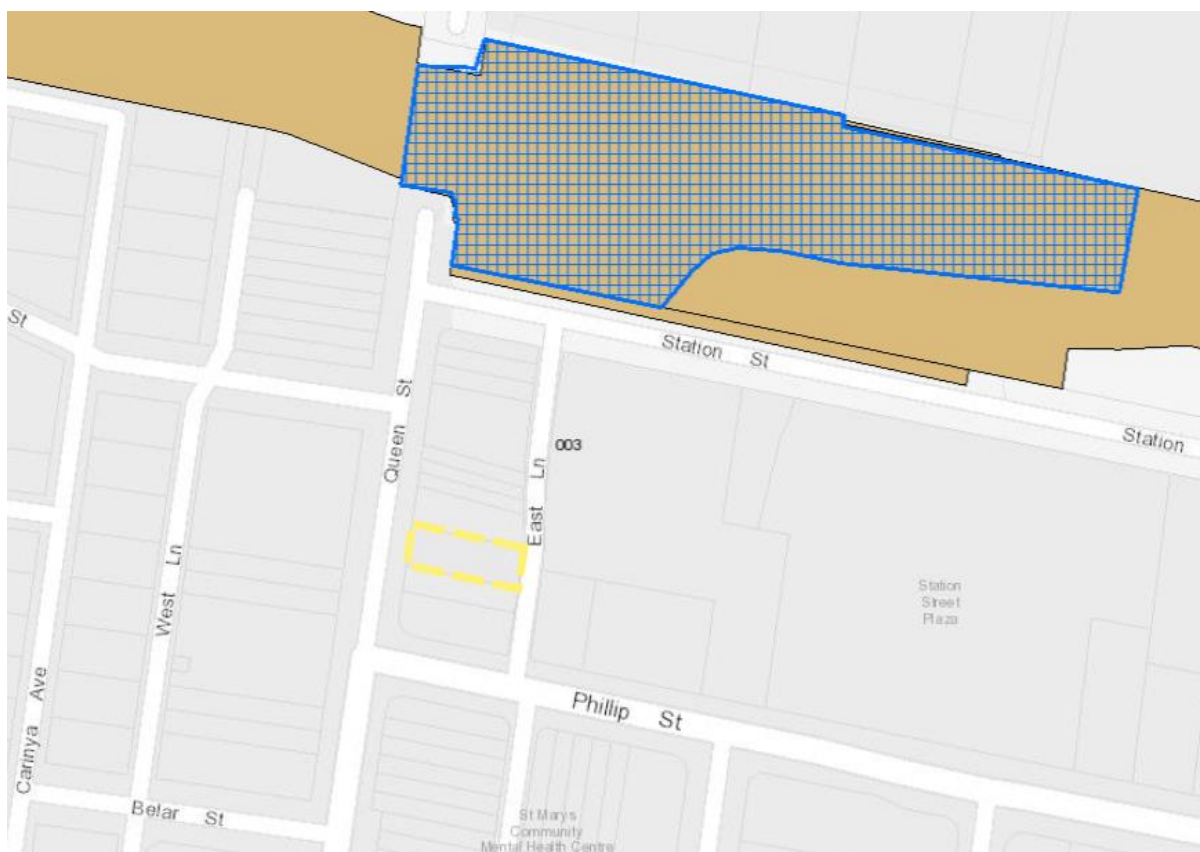 St
Station St
Station
Queen St
003
East Ln
West Ln
Station
Street
Plaza
Carinya Ave
Phillip St
Belar St
St Marys
Community
Mental Health Centre